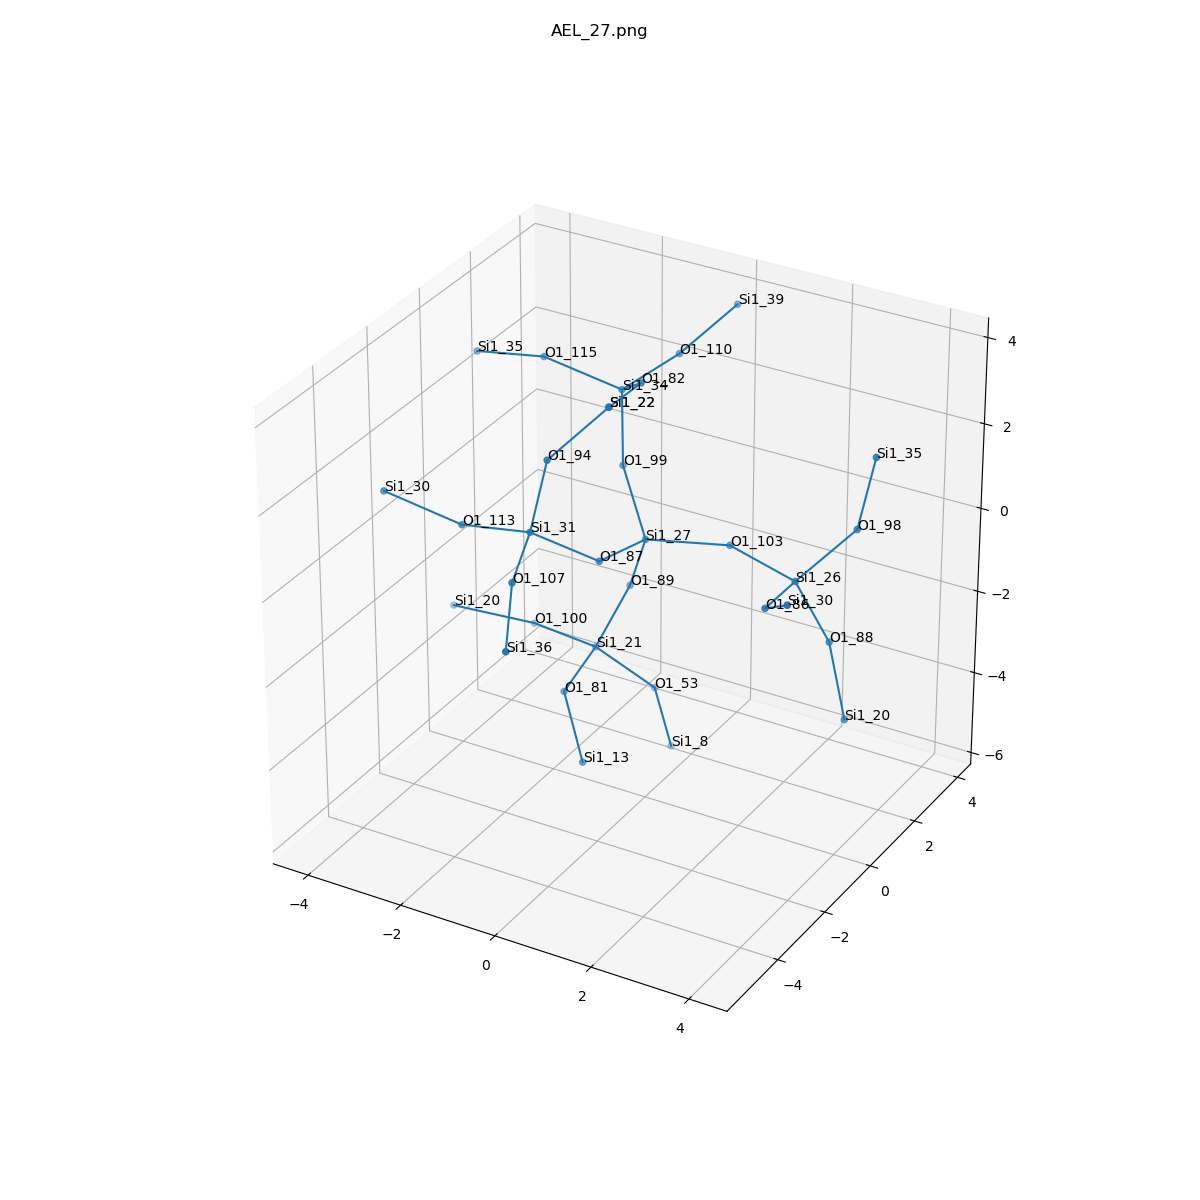 AEL_27.png
Si1_39
Si1_35
O1_115
O1_110
O1_82
Si1_34
Si1_22
O1_94
O1_99
Si1_35
Si1_30
O1_113
Si1_31
O1_98
Si1_27
O1_103
O1_87
O1_107
O1_89
Si1_26
Si1_20
O1_86
Si1_30
O1_100
Si1_36
Si1_21
O1_88
O1_81
O1_53
Si1_20
Si1_8
Si1_13
4
2
0
−2
−4
−6
4
2
0
−2
−4
−4
−2
0
2
4